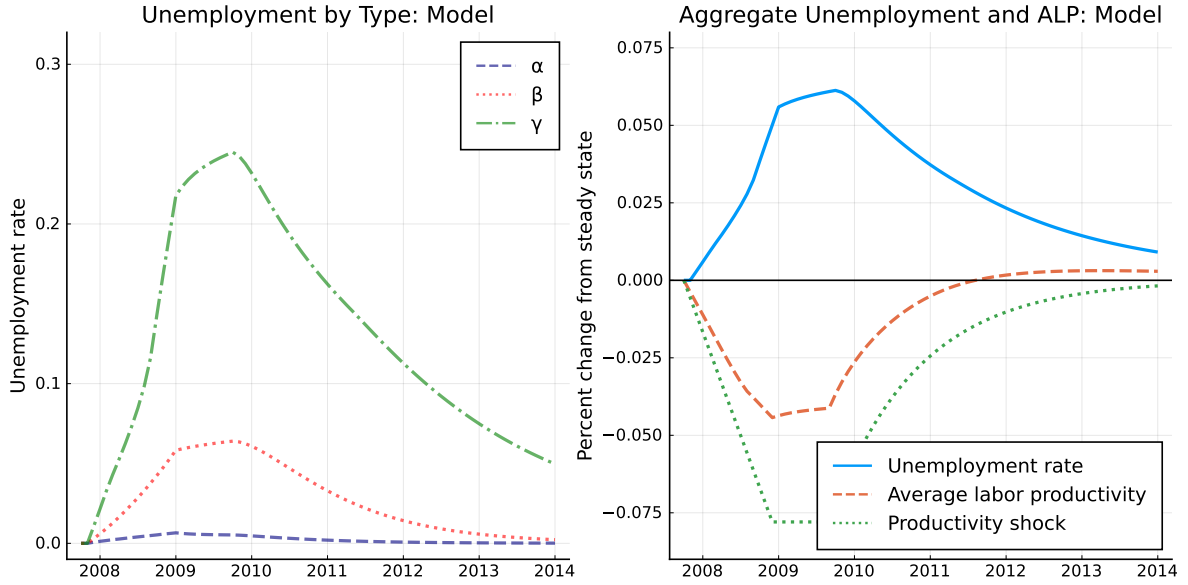 Unemployment by Type: Model
Unemployment rate
0.3
0.2
0.1
0.0
2008 2009 2010 2011 2012 2013 2014
α
β
γ
Aggregate Unemployment and ALP: Model
Percent change from steady state
0.075
0.050
0.025
0.000
−0.025
−0.050
−0.075
2008 2009 2010 2011 2012 2013 2014
Unemployment rate
Average labor productivity
Productivity shock